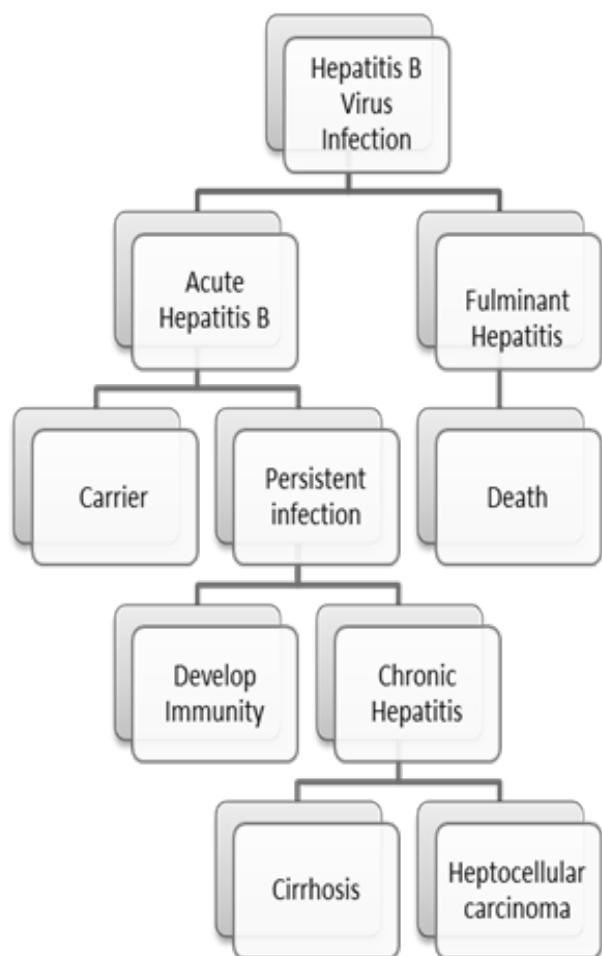 Hepatitis B
Virus
Infection
Acute
Hepatitis B
Fulminant
Hepatitis
Carrier
Persistent
infection
Death
Develop
Immunity
Chronic
Hepatitis
Cirrhosis
Heptocellular
carcinoma